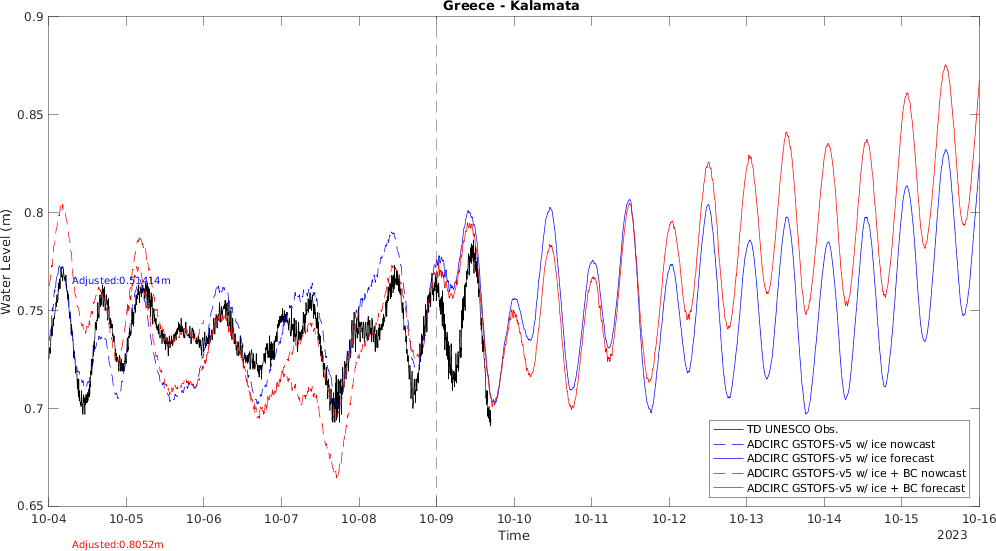 Greece - Kalamata
0.9
0.85
0.8
0.75
0.7
0.65
Water Level (m)
Adjusted:0.51414m
TD UNESCO Obs.
ADCIRC GSTOFS-v5 w/ ice nowcast
ADCIRC GSTOFS-v5 w/ ice forecast
ADCIRC GSTOFS-v5 w/ ice + BC nowcast
ADCIRC GSTOFS-v5 w/ ice + BC forecast
10-04 10-05 10-06 10-07 10-08 10-09 10-10 10-11 10-12 10-13 10-14 10-15 10-16
Time
2023
Adjusted:0.8052m